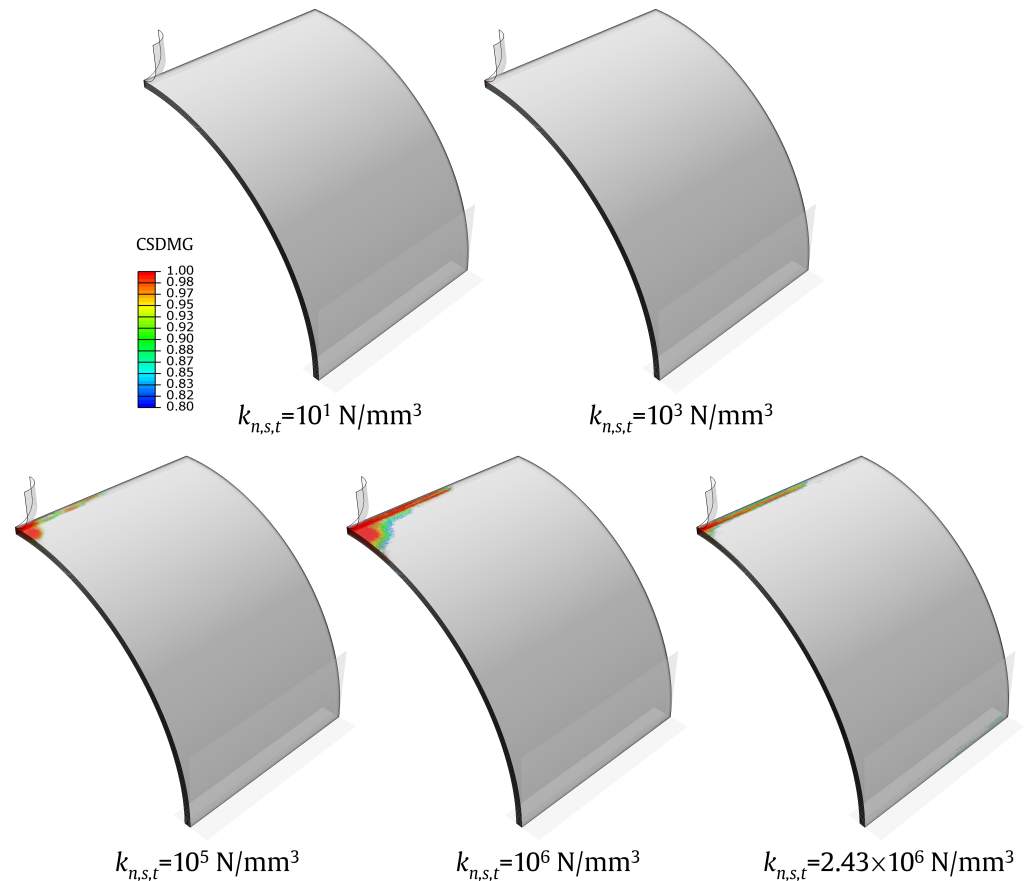 CSDMG
1.00
0.98
0.97
0.95
0.93
0.92
0.90
0.88
0.87
0.85
0.83
0.82
0.80
kn,s,t=10¹ N/mm³
kn,s,t=10³ N/mm³
kn,s,t=10⁵ N/mm³
kn,s,t=10⁶ N/mm³
kn,s,t=2.43×10⁶ N/mm³